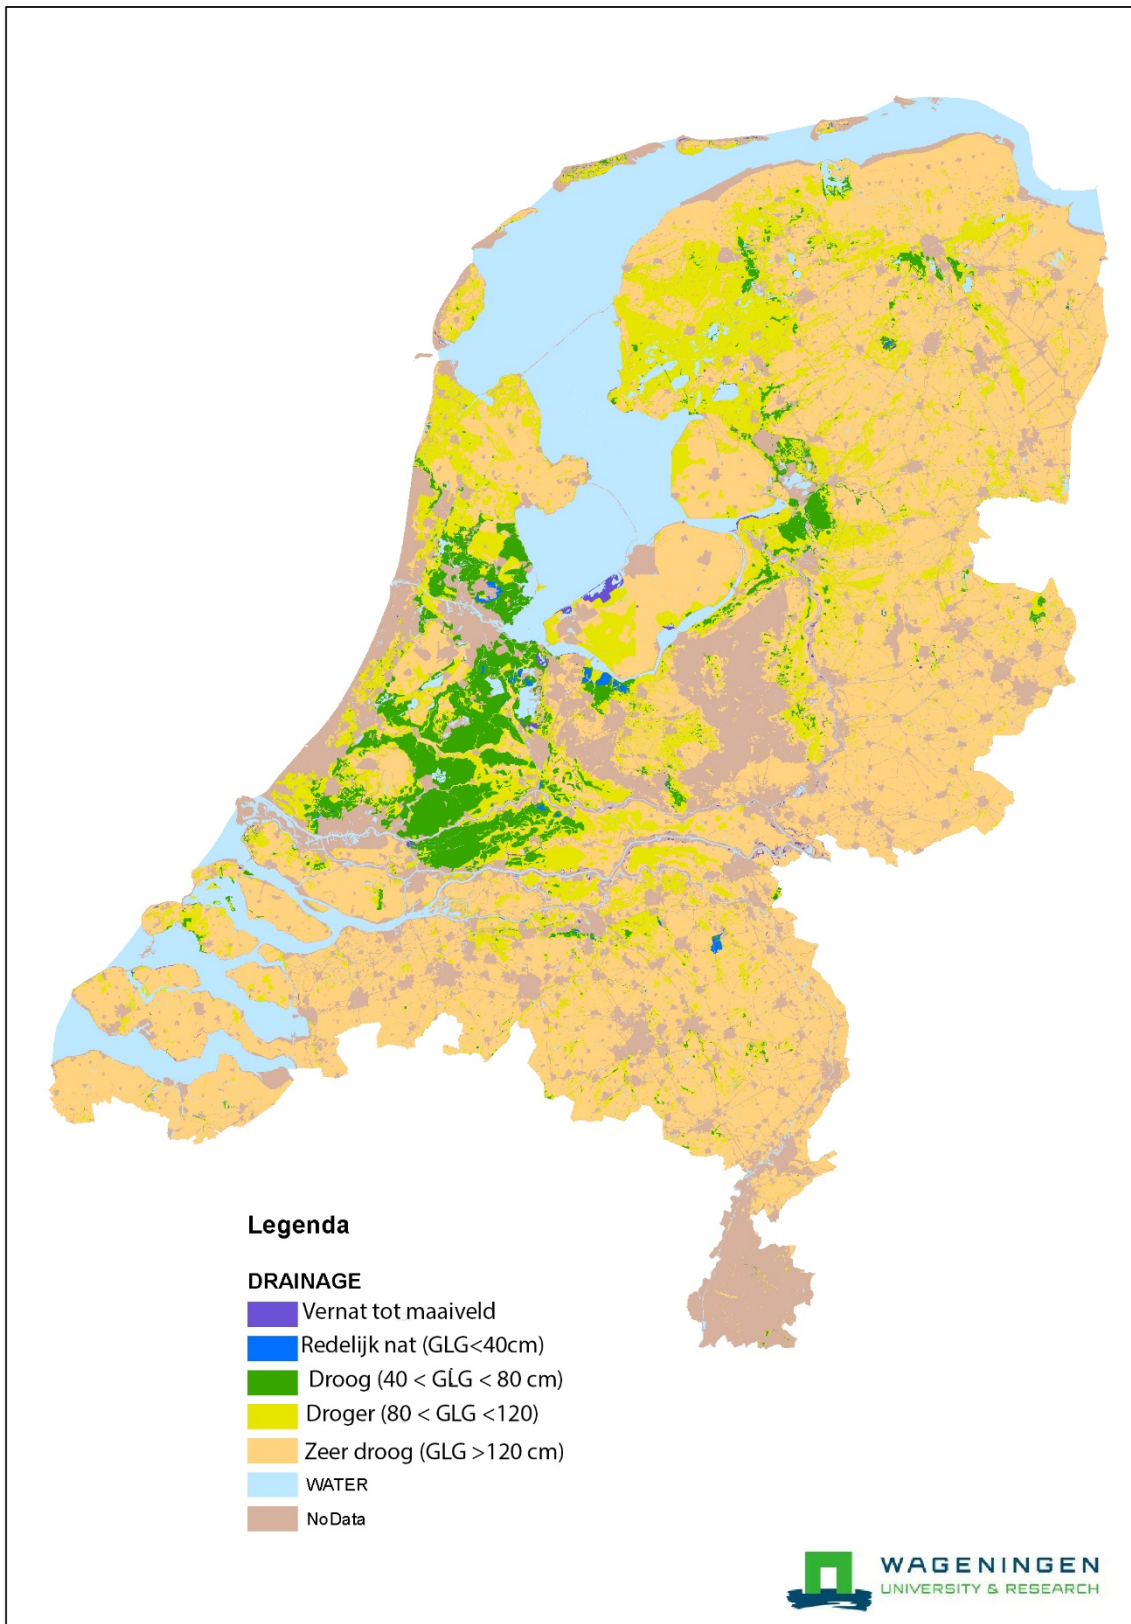 Legenda
DRAINAGE
Vernat tot maaiveld
Redelijk nat (GLG<40cm)
Droog (40 < GLG < 80 cm)
Droger (80 < GLG <120)
Zeer droog (GLG >120 cm)
WATER
NoData
WAGENINGEN
UNIVERSITY & RESEARCH